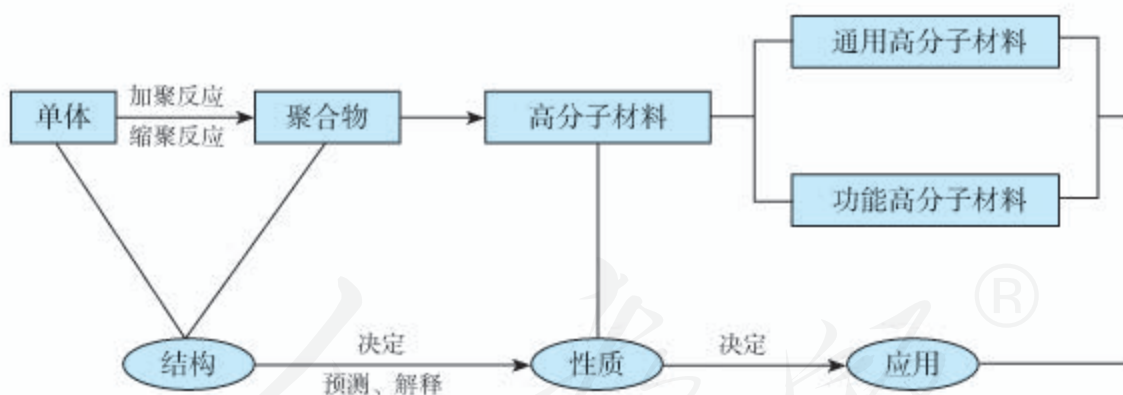 通用高分子材料
单体
加聚反应
缩聚反应
聚合物
高分子材料
功能高分子材料
结构
决定
预测、解释
性质
决定
应用
®